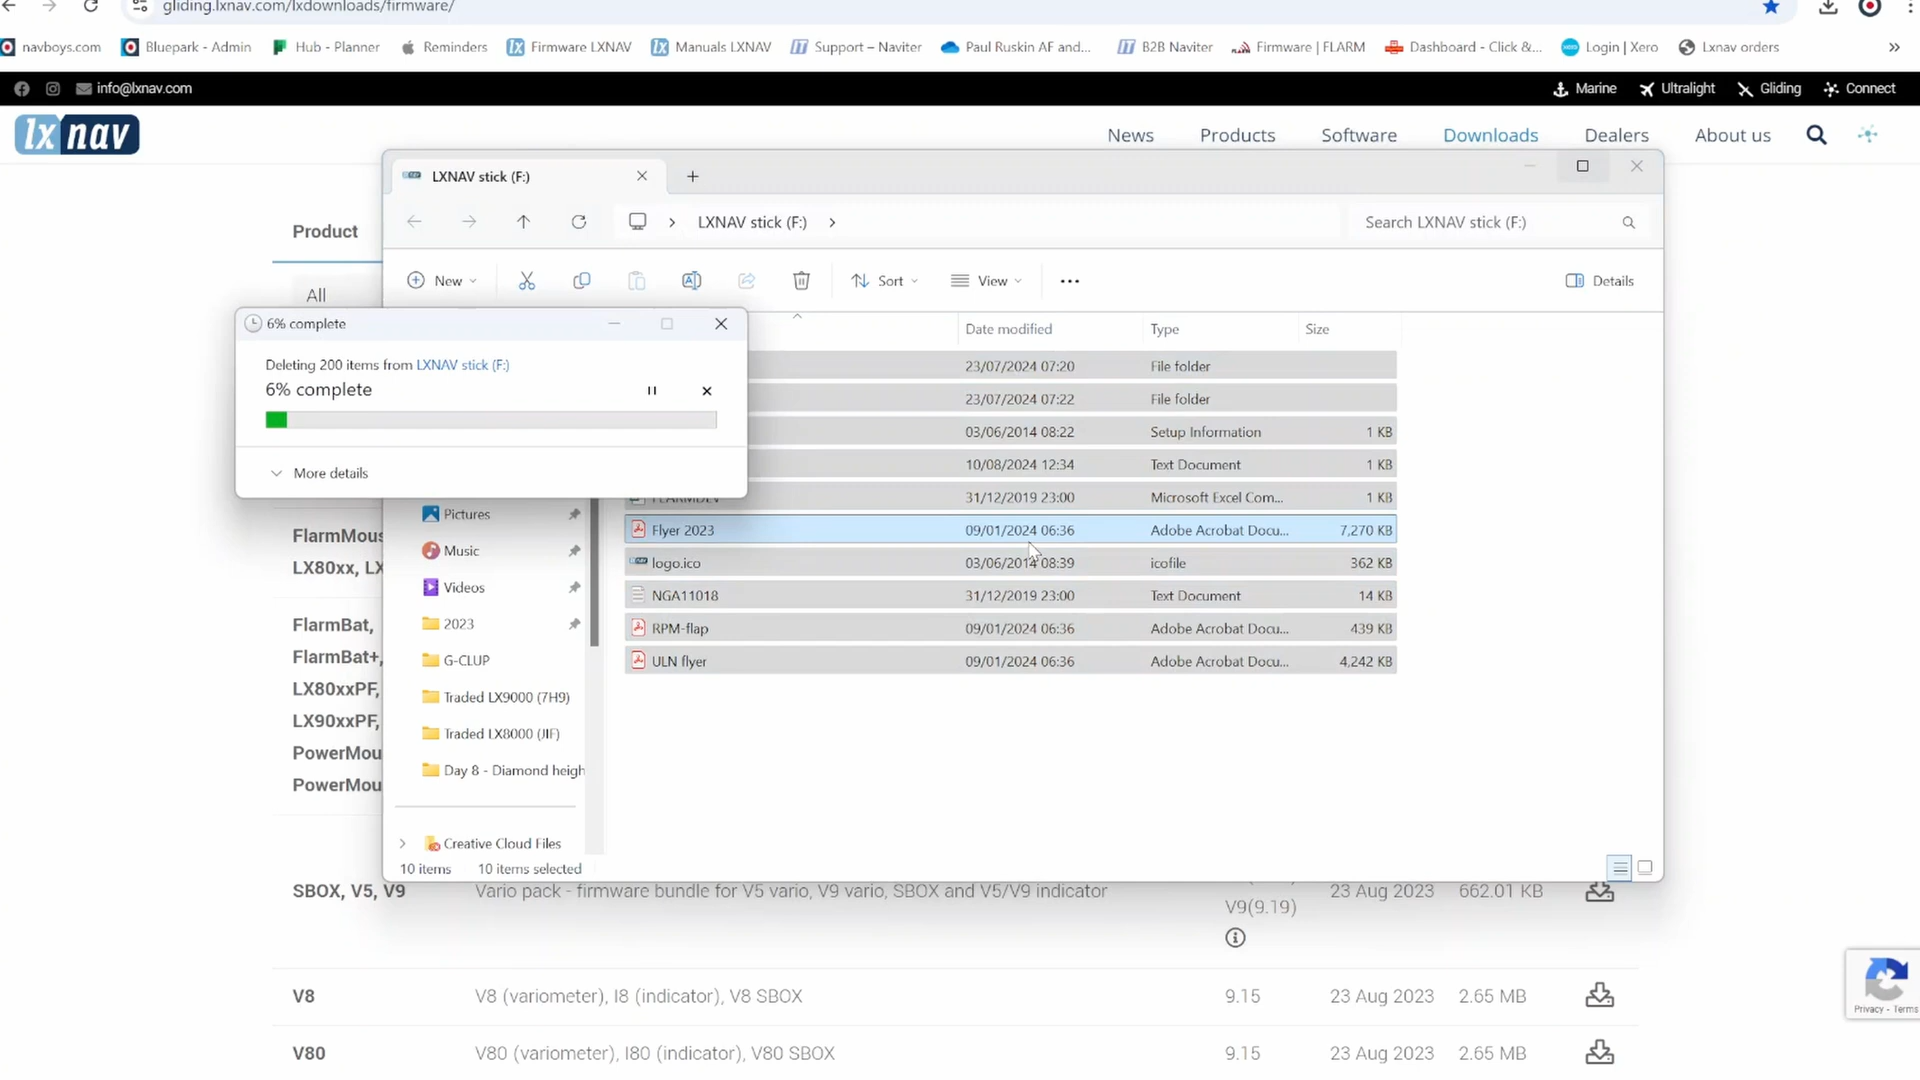 gliding.lxnav.com/lxdownloads/firmware/
navboys.com Bluepark - Admin Hub - Planner Reminders Firmware LXNAV Manuals LXNAV Support – Naviter Paul Ruskin AF and... B2B Naviter Firmware | FLARM Dashboard - Click &... Login | Xero Lxnav orders
info@lxnav.com Marine Ultralight Gliding Connect
lx nav News Products Software Downloads Dealers About us
LXNAV stick (F:)
LXNAV stick (F:) Search LXNAV stick (F:)
Product
New Sort View Details
All
6% complete
Date modified Type Size
Deleting 200 items from LXNAV stick (F:)
6% complete
More details
23/07/2024 07:20 File folder
23/07/2024 07:22 File folder
03/06/2014 08:22 Setup Information 1 KB
10/08/2024 12:34 Text Document 1 KB
FLARMDEV 31/12/2019 23:00 Microsoft Excel Com... 1 KB
Flyer 2023 09/01/2024 06:36 Adobe Acrobat Docu... 7,270 KB
logo.ico 03/06/2014 08:39 icofile 362 KB
NGA11018 31/12/2019 23:00 Text Document 14 KB
RPM-flap 09/01/2024 06:36 Adobe Acrobat Docu... 439 KB
ULN flyer 09/01/2024 06:36 Adobe Acrobat Docu... 4,242 KB
Pictures
Music
Videos
2023
G-CLUP
Traded LX9000 (7H9)
Traded LX8000 (JIF)
Day 8 - Diamond heigh
Creative Cloud Files
10 items 10 items selected
FlarmMous
LX80xx, LX
FlarmBat,
FlarmBat+,
LX80xxPF,
LX90xxPF,
PowerMou
PowerMou
SBOX, V5, V9 Vario pack - firmware bundle for V5 vario, V9 vario, SBOX and V5/V9 indicator 23 Aug 2023 662.01 KB
V9(9.19)
V8 V8 (variometer), I8 (indicator), V8 SBOX 9.15 23 Aug 2023 2.65 MB
Privacy - Terms
V80 V80 (variometer), I80 (indicator), V80 SBOX 9.15 23 Aug 2023 2.65 MB